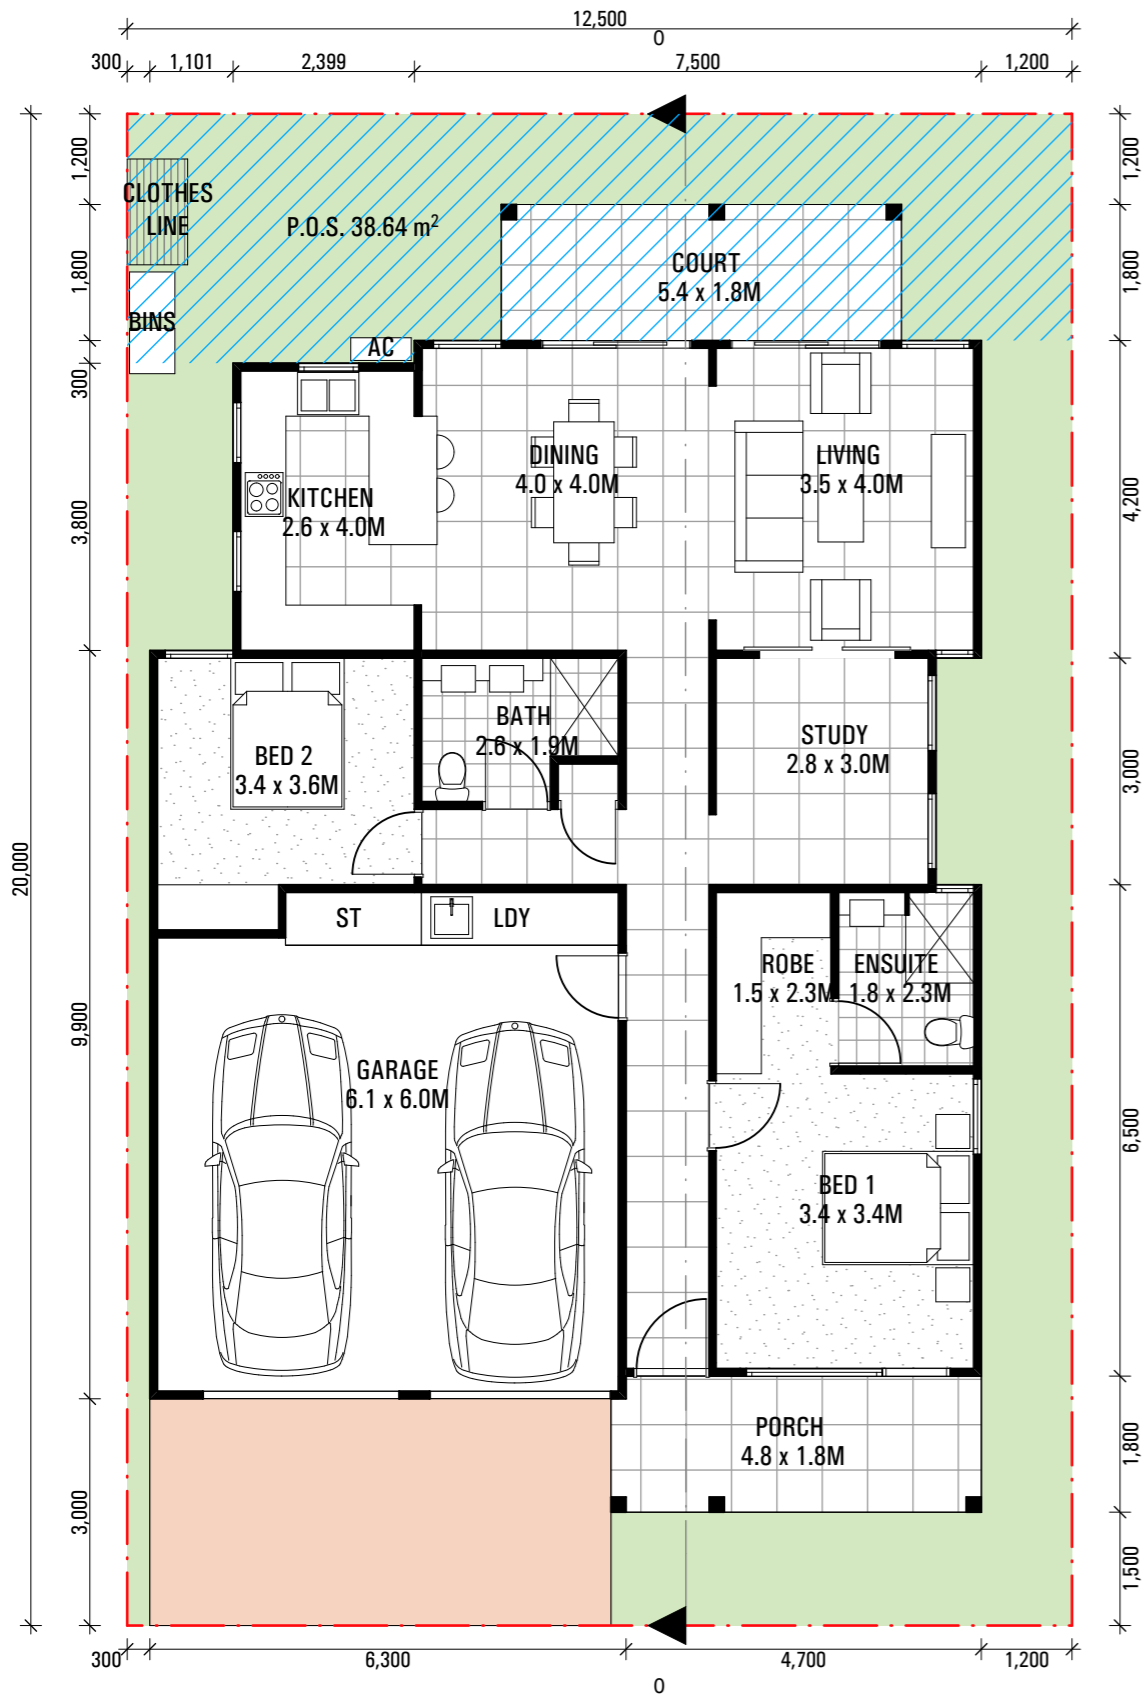 12,500
0
300
1,101
2,399
7,500
1,200
1,200
1,800
300
3,800
9,900
3,000
20,000
1,200
1,800
4,200
3,000
6,500
1,800
1,500
CLOTHES
LINE
P.O.S. 38.64 m²
BINS
COURT
5.4 x 1.8M
AC
KITCHEN
2.6 x 4.0M
DINING
4.0 x 4.0M
LIVING
3.5 x 4.0M
BED 2
3.4 x 3.6M
BATH
2.6 x 1.9M
STUDY
2.8 x 3.0M
ST
LDY
ROBE
1.5 x 2.3M
ENSUITE
1.8 x 2.3M
GARAGE
6.1 x 6.0M
BED 1
3.4 x 3.4M
PORCH
4.8 x 1.8M
300
6,300
4,700
1,200
0